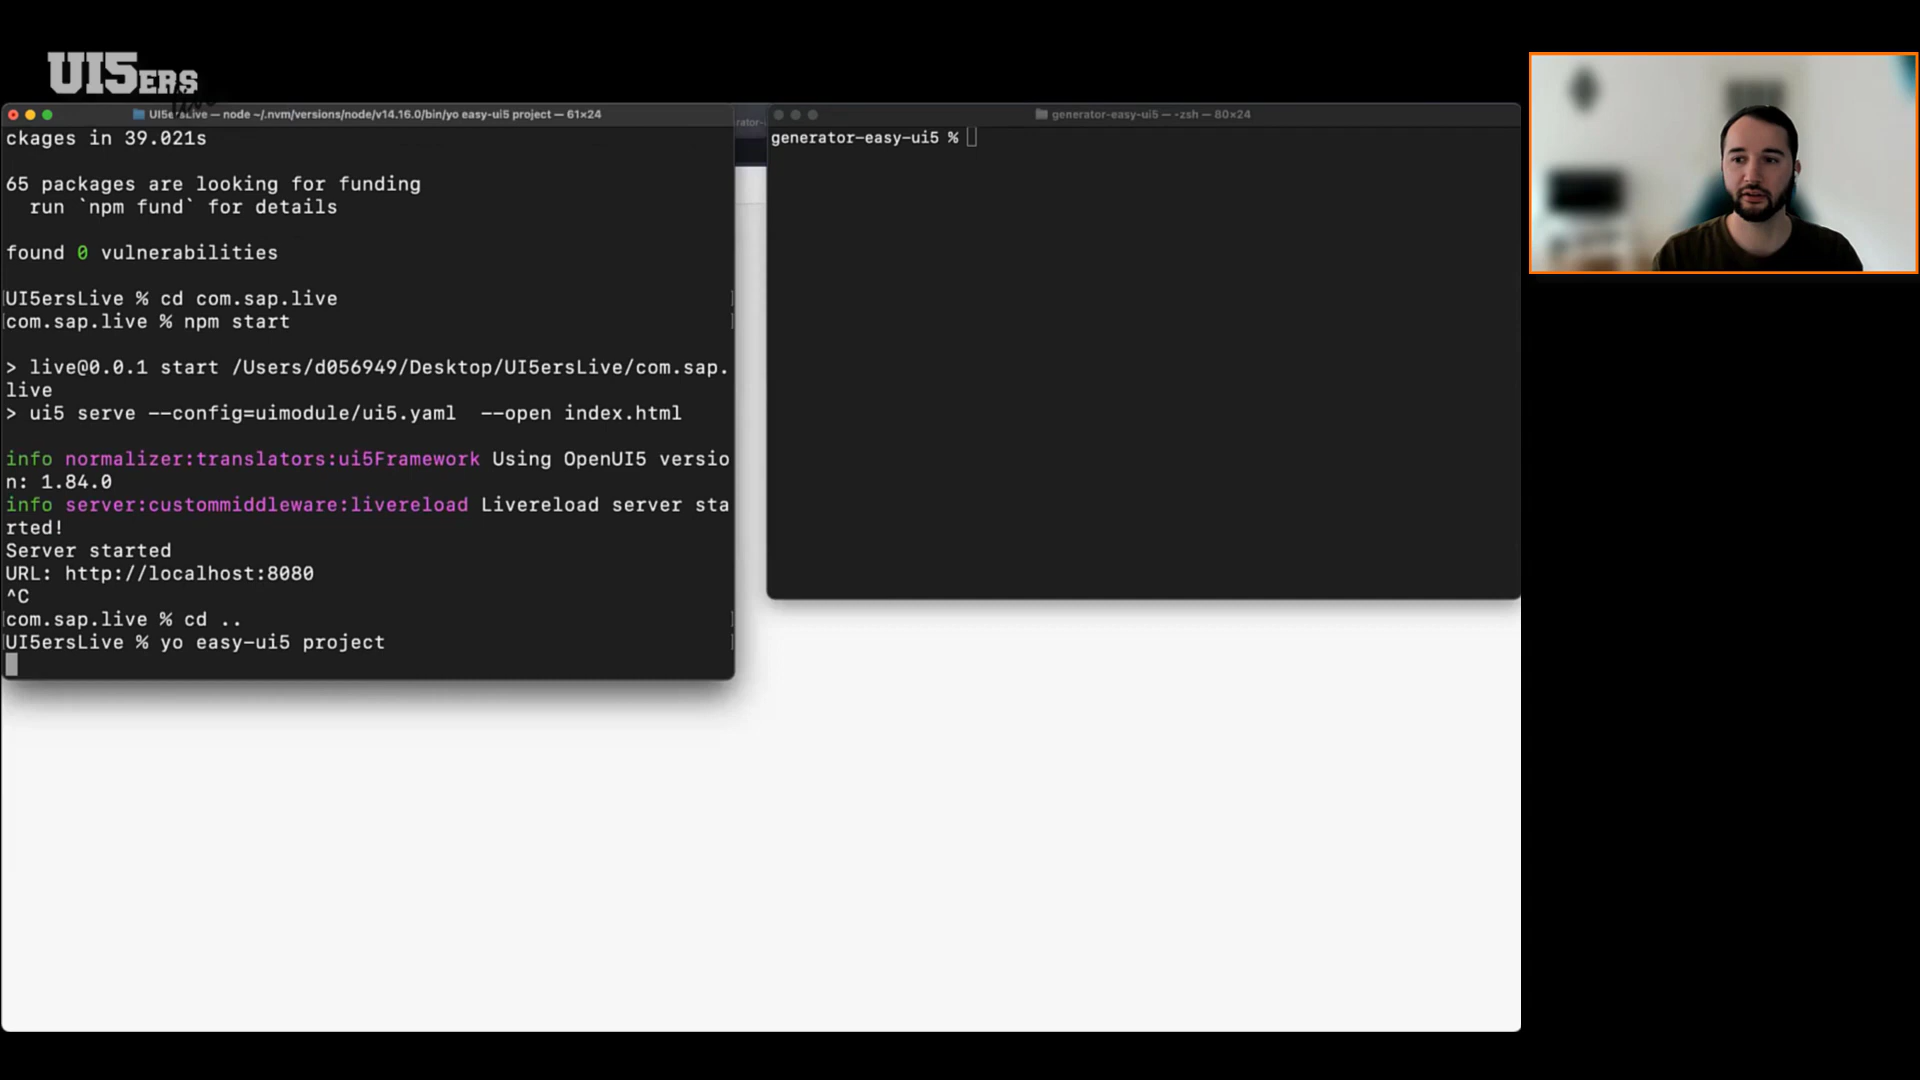 UI5ERS
live
UI5ersLive — node ~/.nvm/versions/node/v14.16.0/bin/yo easy-ui5 project — 61×24
ckages in 39.021s
65 packages are looking for funding
run `npm fund` for details
found 0 vulnerabilities
UI5ersLive % cd com.sap.live
com.sap.live % npm start
> live@0.0.1 start /Users/d056949/Desktop/UI5ersLive/com.sap.
live
> ui5 serve --config=uimodule/ui5.yaml  --open index.html
info normalizer:translators:ui5Framework Using OpenUI5 versio
n: 1.84.0
info server:custommiddleware:livereload Livereload server sta
rted!
Server started
URL: http://localhost:8080
^C
com.sap.live % cd ..
UI5ersLive % yo easy-ui5 project
rator-
generator-easy-ui5 — -zsh — 80×24
generator-easy-ui5 %